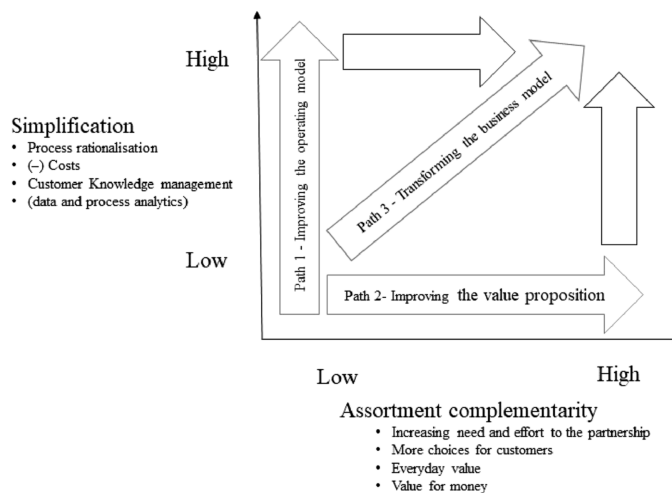 High
Simplification
• Process rationalisation
• (–) Costs
• Customer Knowledge management
• (data and process analytics)
Low
Path 1 - Improving the operating model
Path 3 - Transforming the business model
Path 2- Improving the value proposition
Low
High
Assortment complementarity
• Increasing need and effort to the partnership
• More choices for customers
• Everyday value
• Value for money